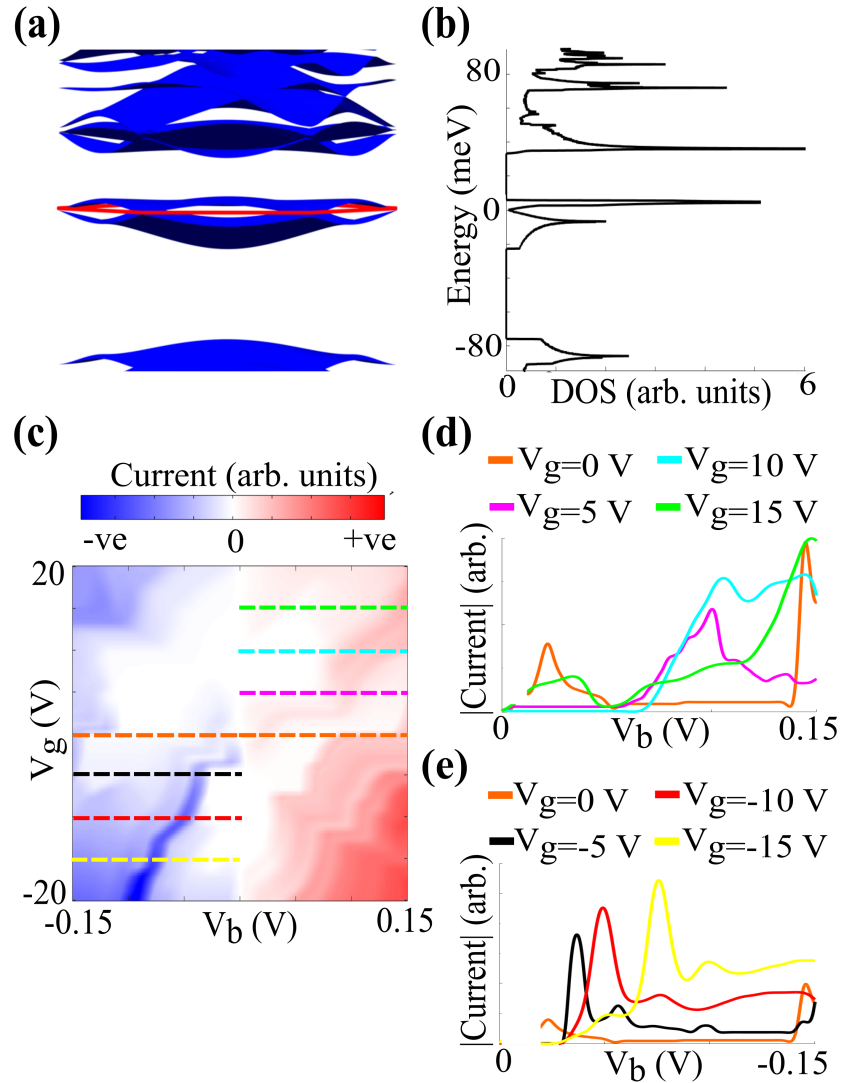 (a)
(b)
80
0
-80
Energy (meV)
0
6
DOS (arb. units)
(c)
Current (arb. units)
-ve
0
+ve
20
-20
Vg (V)
-0.15
Vb (V)
0.15
(d)
Vg=0 V
Vg=10 V
Vg=5 V
Vg=15 V
|Current| (arb.
0
Vb (V)
0.15
(e)
Vg=0 V
Vg=-10 V
Vg=-5 V
Vg=-15 V
|Current| (arb.
0
Vb (V)
-0.15